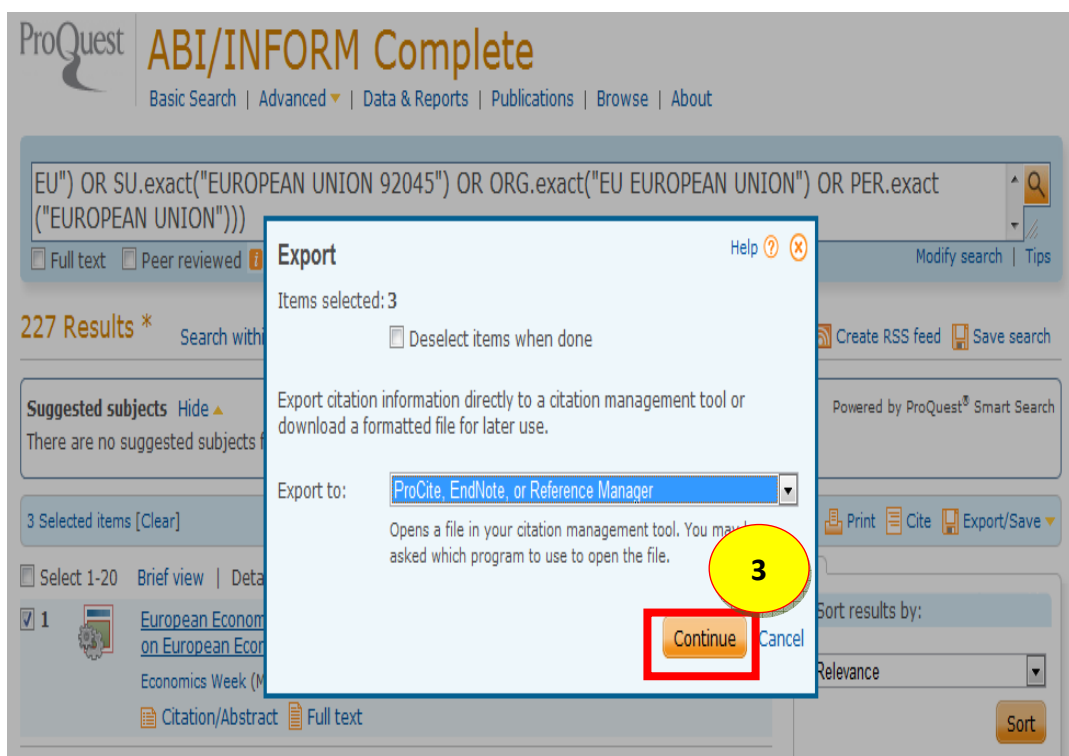 ProQuest
ABI/INFORM Complete
Basic Search | Advanced | Data & Reports | Publications | Browse | About
EU") OR SU.exact("EUROPEAN UNION 92045") OR ORG.exact("EU EUROPEAN UNION") OR PER.exact
("EUROPEAN UNION")))
Full text Peer reviewed
Modify search | Tips
Export
Help
Items selected: 3
Deselect items when done
Export citation information directly to a citation management tool or
download a formatted file for later use.
Export to: ProCite, EndNote, or Reference Manager
Opens a file in your citation management tool. You may
asked which program to use to open the file.
3
Continue Cancel
227 Results *
Search withi
Create RSS feed Save search
Suggested subjects Hide
There are no suggested subjects f
Powered by ProQuest® Smart Search
3 Selected items [Clear]
Print Cite Export/Save
Select 1-20 Brief view | Deta
1 European Econom
on European Ecor
Economics Week (M
Citation/Abstract Full text
Sort results by:
Relevance
Sort